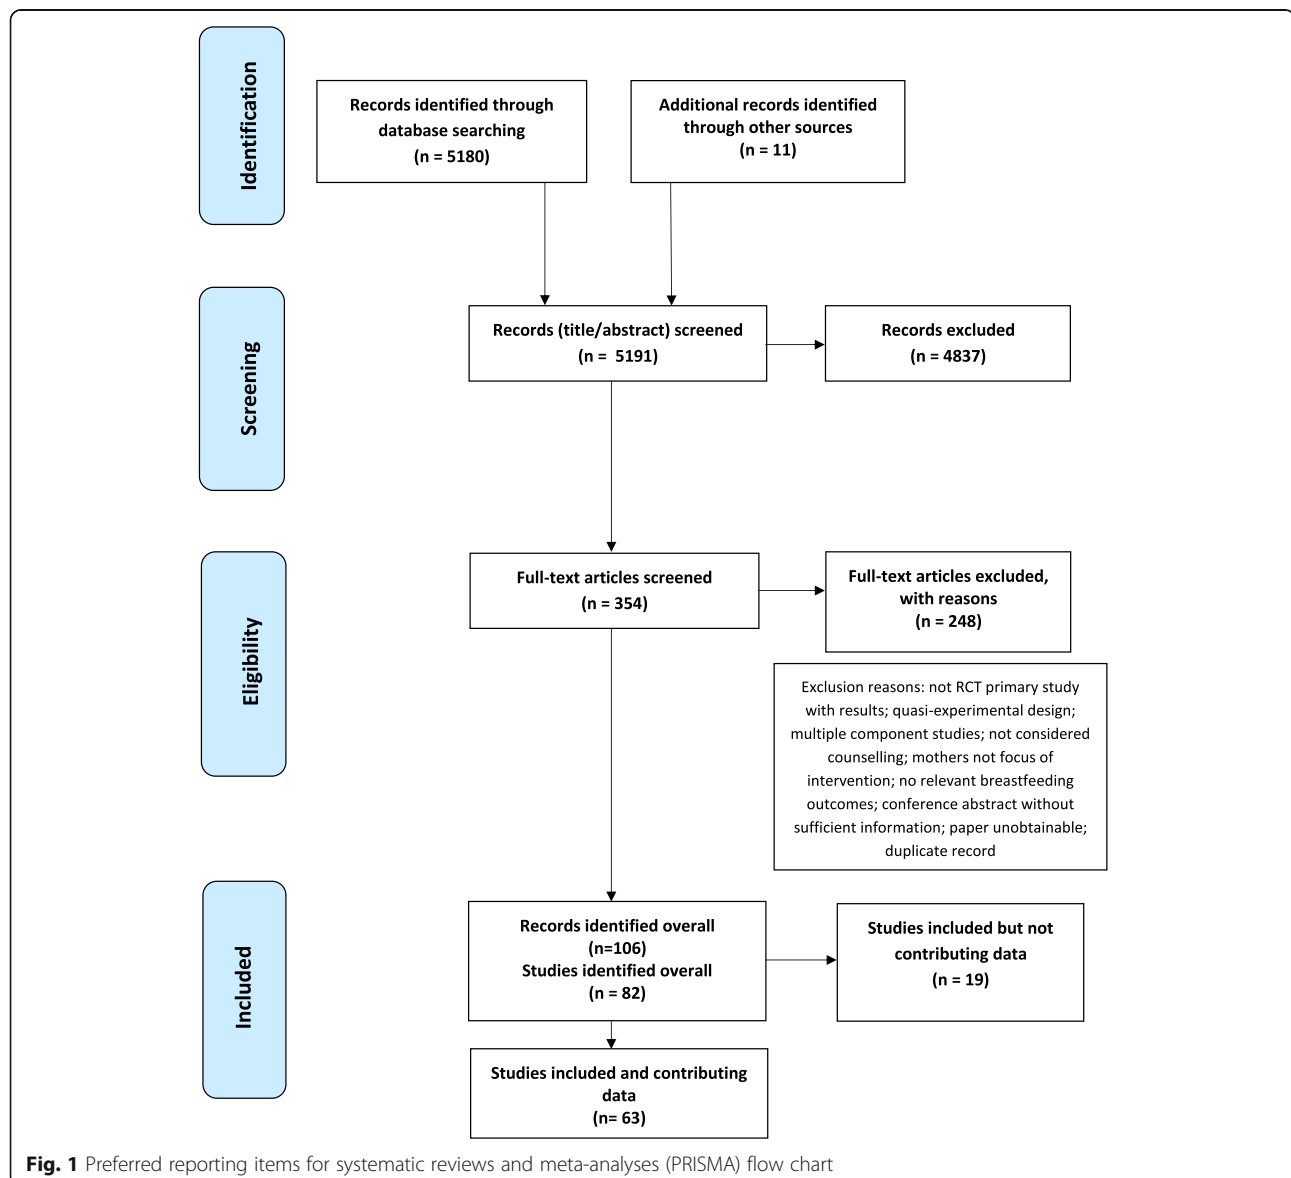 Identification
Records identified through
database searching
(n = 5180)
Additional records identified
through other sources
(n = 11)
Screening
Records (title/abstract) screened
(n =  5191)
Records excluded
(n = 4837)
Eligibility
Full-text articles screened
(n = 354)
Full-text articles excluded,
with reasons
(n = 248)
Exclusion reasons: not RCT primary study
with results; quasi-experimental design;
multiple component studies; not considered
counselling; mothers not focus of
intervention; no relevant breastfeeding
outcomes; conference abstract without
sufficient information; paper unobtainable;
duplicate record
Included
Records identified overall
(n=106)
Studies identified overall
(n = 82)
Studies included but not
contributing data
(n = 19)
Studies included and contributing
data
(n= 63)
Fig. 1 Preferred reporting items for systematic reviews and meta-analyses (PRISMA) flow chart